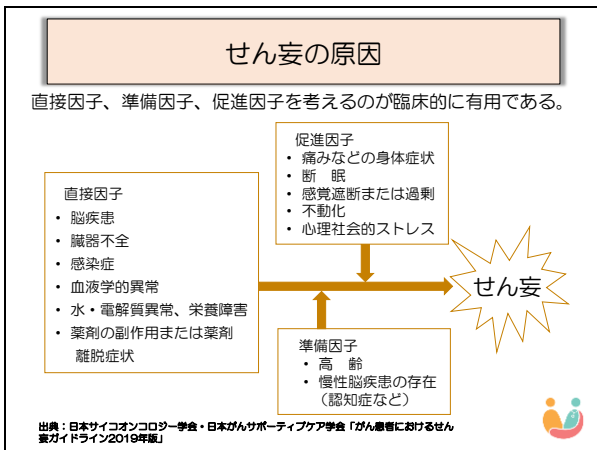 せん妄の原因
直接因子、準備因子、促進因子を考えるのが臨床的に有用である。
直接因子
• 脳疾患
• 臓器不全
• 感染症
• 血液学的異常
• 水・電解質異常、栄養障害
• 薬剤の副作用または薬剤
離脱症状
促進因子
• 痛みなどの身体症状
• 断　眠
• 感覚遮断または過剰
• 不動化
• 心理社会的ストレス
せん妄
準備因子
• 高　齢
• 慢性脳疾患の存在
（認知症など）
出典：日本サイコオンコロジー学会・日本がんサポーティブケア学会「がん患者におけるせん
妄ガイドライン2019年版」